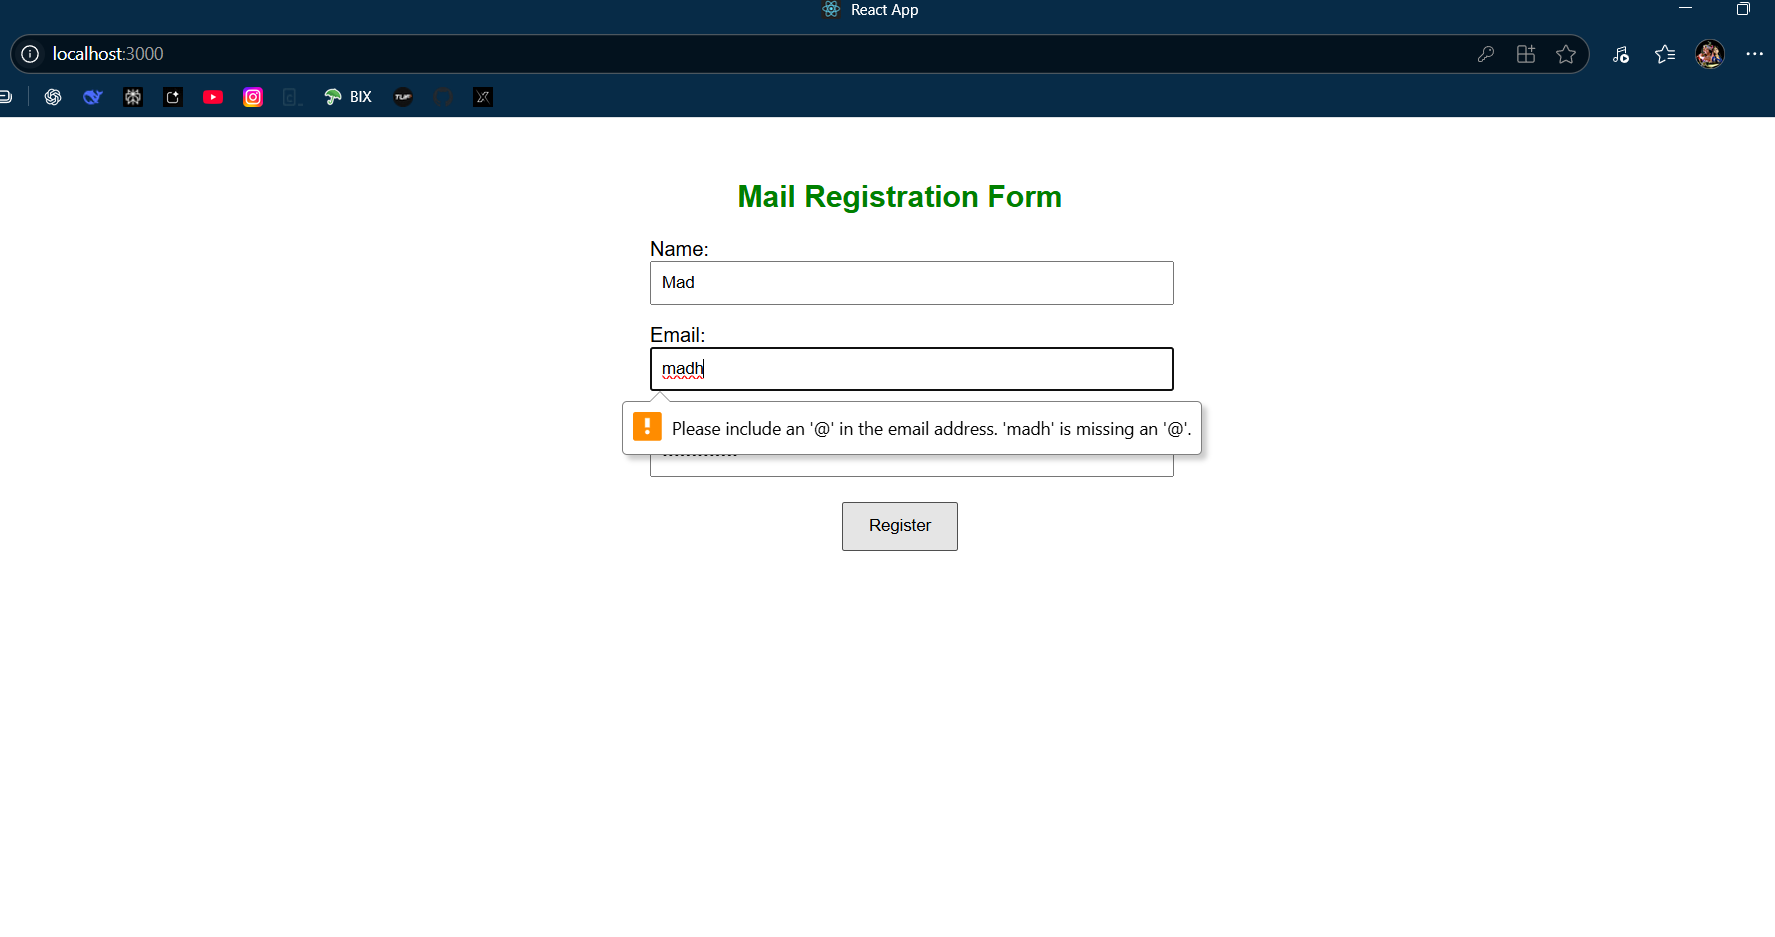 React App
localhost:3000
BIX
Mail Registration Form
Name:
Mad
Email:
madh
Please include an '@' in the email address. 'madh' is missing an '@'.
Register